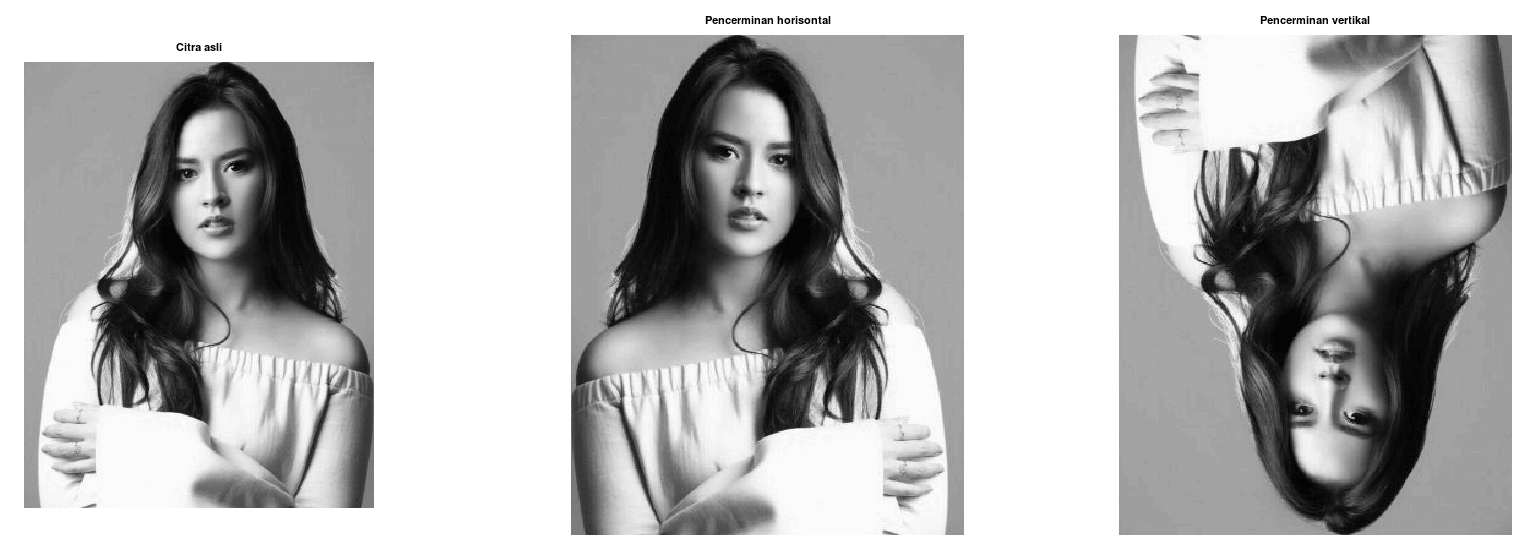 Citra asli
Pencerminan horisontal
Pencerminan vertikal